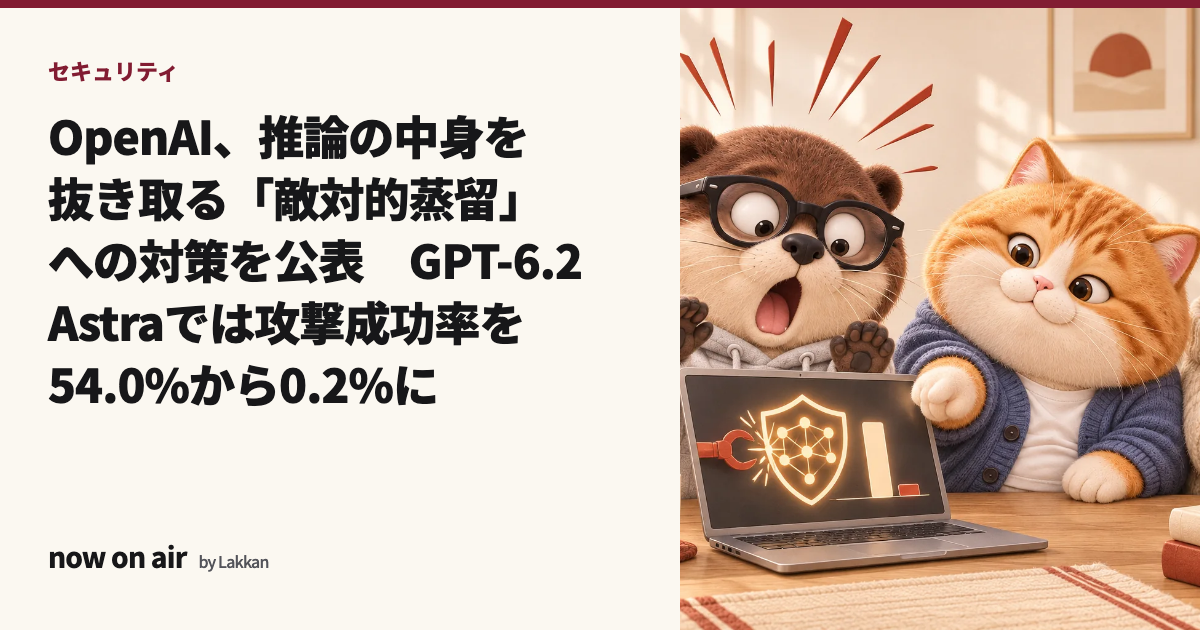 セキュリティ
OpenAI、推論の中身を
抜き取る「敵対的蒸留」
への対策を公表　GPT-6.2
Astraでは攻撃成功率を
54.0%から0.2%に
now on air by Lakkan